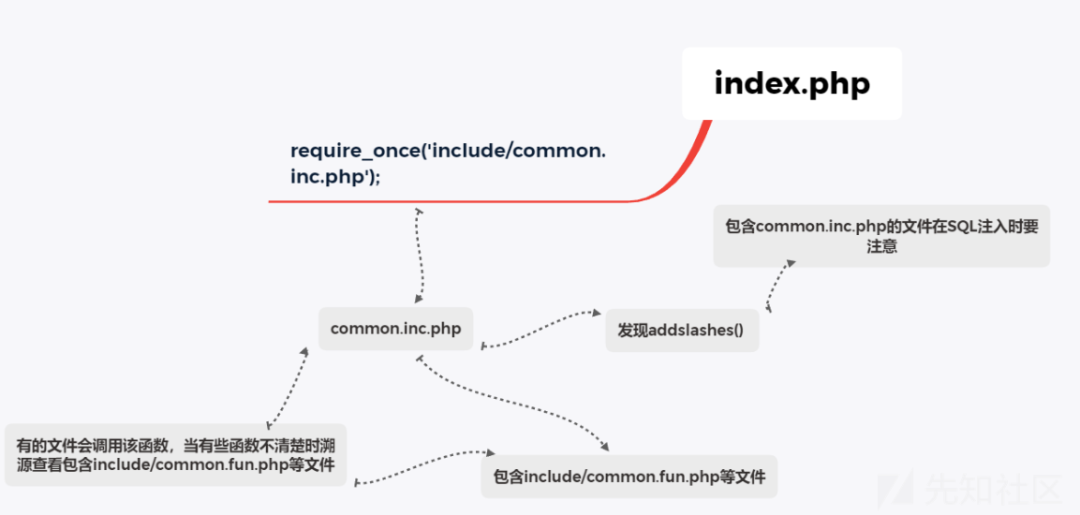 index.php
require_once('include/common.
inc.php');
包含common.inc.php的文件在SQL注入时要
注意
common.inc.php
发现addslashes()
有的文件会调用该函数，当有些函数不清楚时溯
源查看包含include/common.fun.php等文件
包含include/common.fun.php等文件
先知社区